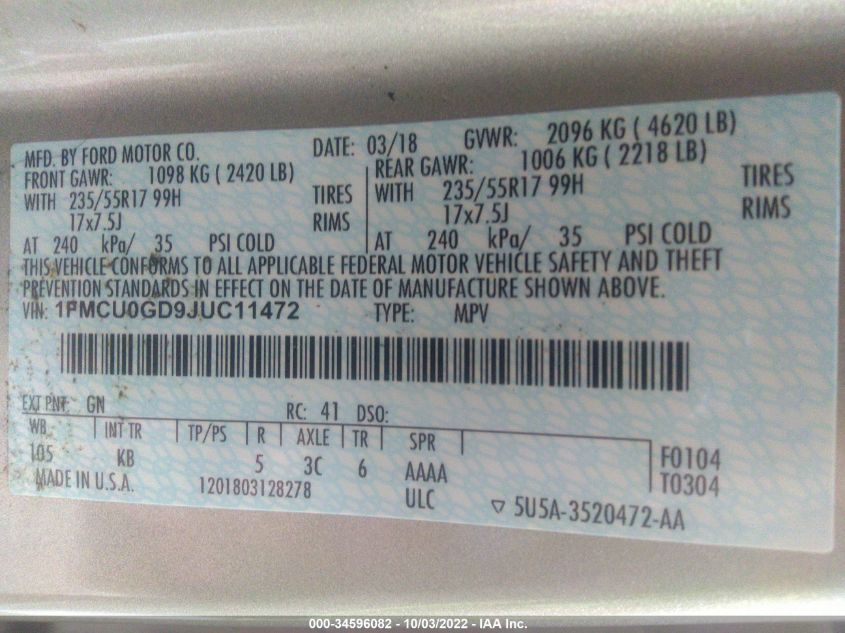 MFD. BY FORD MOTOR CO. DATE: 03/18 GVWR: 2096 KG ( 4620 LB)
FRONT GAWR: 1098 KG ( 2420 LB) REAR GAWR: 1006 KG ( 2218 LB)
WITH 235/55R17 99H TIRES WITH 235/55R17 99H TIRES
17x7.5J RIMS 17x7.5J RIMS
AT 240 kPa/ 35 PSI COLD AT 240 kPa/ 35 PSI COLD
THIS VEHICLE CONFORMS TO ALL APPLICABLE FEDERAL MOTOR VEHICLE SAFETY AND THEFT
PREVENTION STANDARDS IN EFFECT ON THE DATE OF MANUFACTURE SHOWN ABOVE.
VIN: 1FMCU0GD9JUC11472 TYPE: MPV
EXT PNT: GN RC: 41 DSO:
WB INT TR TP/PS R AXLE TR SPR
105 KB 5 3C 6 AAAA F0104
MADE IN U.S.A. 1201803128278 ULC T0304
▽ 5U5A-3520472-AA
000-34596082 - 10/03/2022 - IAA Inc.